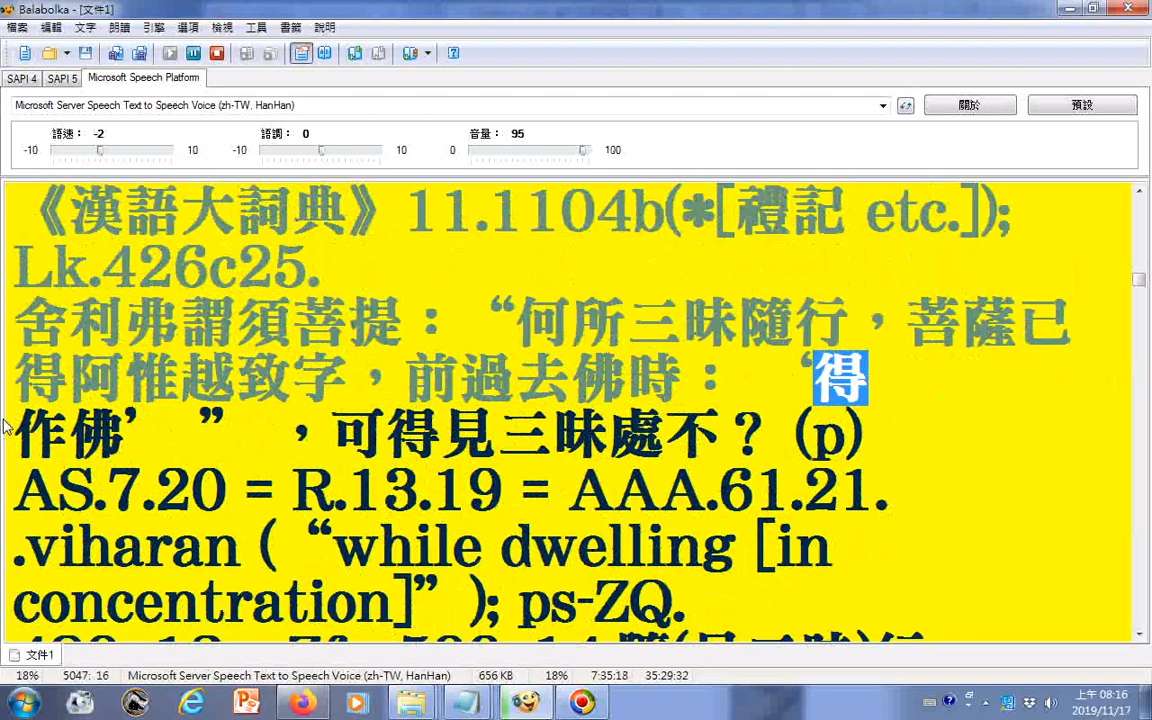 Balabolka - [文件1]
檔案 編輯 文字 朗讀 引擎 選項 檢視 工具 書籤 說明
SAPI 4 SAPI 5 Microsoft Speech Platform
Microsoft Server Speech Text to Speech Voice (zh-TW, HanHan) 關於 預設
語速： -2 語調： 0 音量： 95
-10 10 -10 10 0 100
《漢語大詞典》 11.1104b(*[禮記 etc.]);
Lk.426c25.
舍利弗謂須菩提：“何所三昧隨行，菩薩已
得阿惟越致字，前過去佛時：‘得
作佛’”，可得見三昧處不？(p)
AS.7.20 = R.13.19 = AAA.61.21.
.viharan (“while dwelling [in
concentration]”); ps-ZQ.
文件1
18% 5047: 16 Microsoft Server Speech Text to Speech Voice (zh-TW, HanHan) 656 KB 18% 7:35:18 35:29:32
上午 08:16
2019/11/17